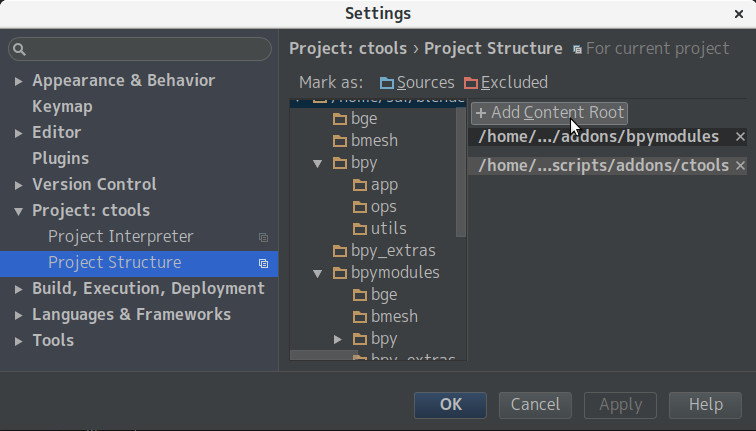 Settings
Appearance & Behavior
Keymap
Editor
Plugins
Version Control
Project: ctools
Project Interpreter
Project Structure
Build, Execution, Deployment
Languages & Frameworks
Tools
Project: ctools › Project Structure For current project
Mark as: Sources Excluded
bge
bmesh
bpy
app
ops
utils
bpy_extras
bpymodules
bge
bmesh
bpy
bpy_extras
+ Add Content Root
/home/.../addons/bpymodules ×
/home/...scripts/addons/ctools ×
OK Cancel Apply Help